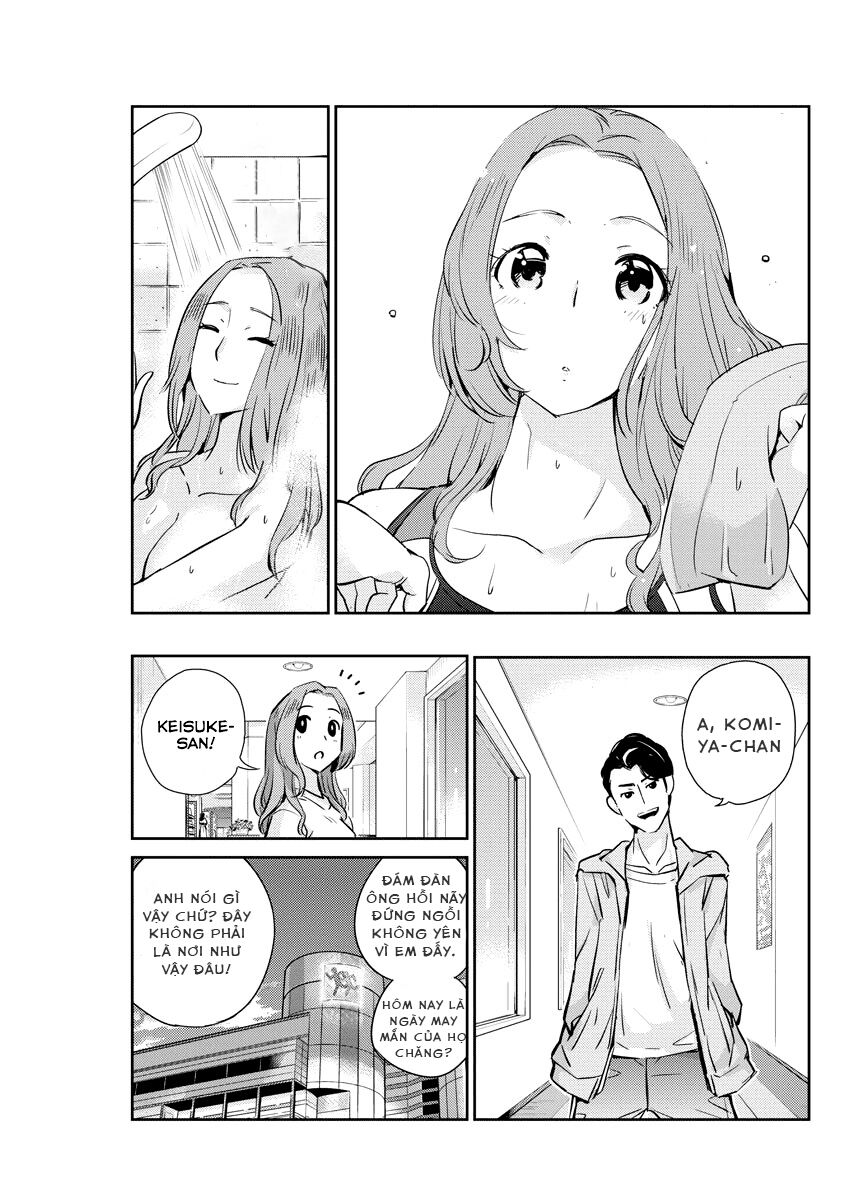 A, KOMI-
YA-CHAN
KEISUKE-
SAN!
ĐÁM ĐÀN
ÔNG HỒI NÃY
ĐỨNG NGỒI
KHÔNG YÊN
VÌ EM ĐẤY.
HÔM NAY LÀ
NGÀY MAY
MẮN CỦA HỌ
CHĂNG?
ANH NÓI GÌ
VẬY CHỨ? ĐÂY
KHÔNG PHẢI
LÀ NƠI NHƯ
VẬY ĐÂU!